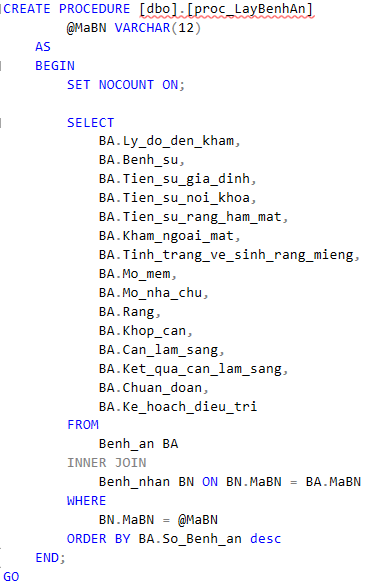 CREATE PROCEDURE [dbo].[proc_LayBenhAn]
@MaBN VARCHAR(12)
AS
BEGIN
SET NOCOUNT ON;
SELECT
BA.Ly_do_den_kham,
BA.Benh_su,
BA.Tien_su_gia_dinh,
BA.Tien_su_noi_khoa,
BA.Tien_su_rang_ham_mat,
BA.Kham_ngoai_mat,
BA.Tinh_trang_ve_sinh_rang_mieng,
BA.Mo_mem,
BA.Mo_nha_chu,
BA.Rang,
BA.Khop_can,
BA.Can_lam_sang,
BA.Ket_qua_can_lam_sang,
BA.Chuan_doan,
BA.Ke_hoach_dieu_tri
FROM
Benh_an BA
INNER JOIN
Benh_nhan BN ON BN.MaBN = BA.MaBN
WHERE
BN.MaBN = @MaBN
ORDER BY BA.So_Benh_an desc
END;
GO